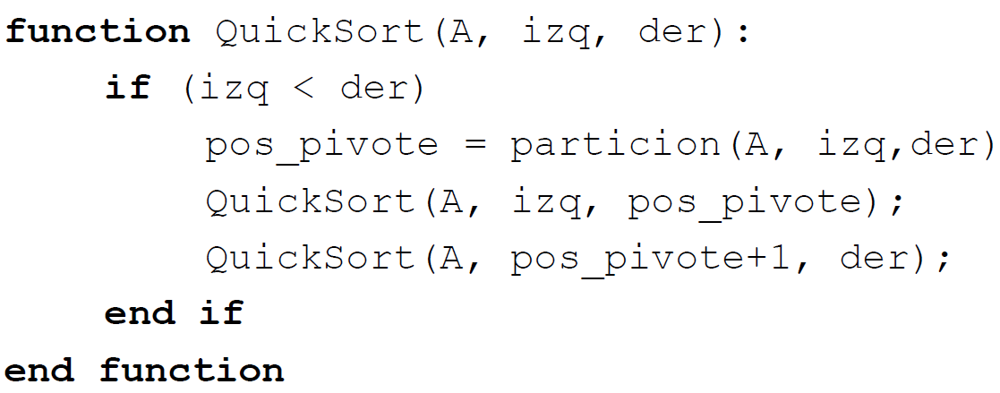 function QuickSort(A, izq, der):
if (izq < der)
pos_pivote = particion(A, izq,der)
QuickSort(A, izq, pos_pivote);
QuickSort(A, pos_pivote+1, der);
end if
end function